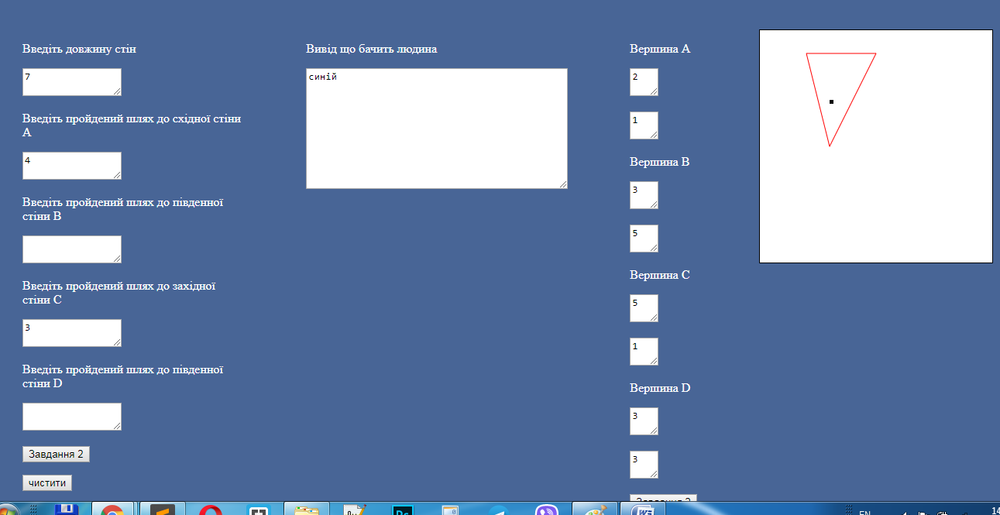 Введіть довжину стін
7
Введіть пройдений шлях до східної стіни
А
4
Введіть пройдений шлях до південної
стіни В
Введіть пройдений шлях до західної
стіни С
3
Введіть пройдений шлях до південної
стіни D
Завдання 2
чистити
Вивід що бачить людина
синій
Вершина А
2
1
Вершина В
3
5
Вершина С
5
1
Вершина D
3
3
EN